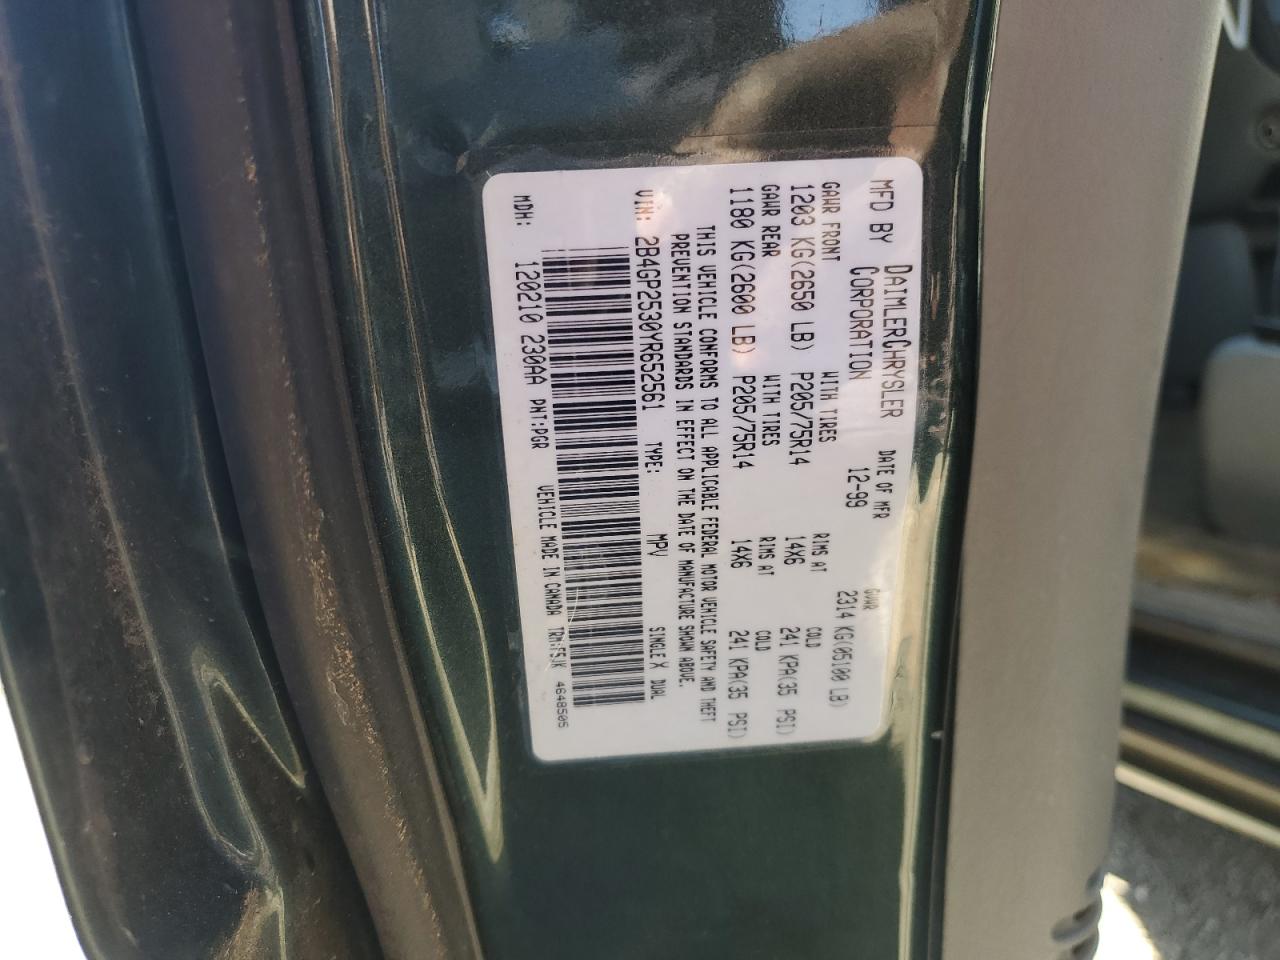 MFD BY DAIMLERCHRYSLER CORPORATION DATE OF MFR 12-99 GVWR 2314 KG(05100 LB)
GAWR FRONT WITH TIRES RIMS AT COLD
1203 KG(2650 LB) P205/75R14 14X6 241 KPA(35 PSI)
GAWR REAR WITH TIRES RIMS AT COLD
1180 KG(2600 LB) P205/75R14 14X6 241 KPA(35 PSI)
THIS VEHICLE CONFORMS TO ALL APPLICABLE FEDERAL MOTOR VEHICLE SAFETY AND THEFT
PREVENTION STANDARDS IN EFFECT ON THE DATE OF MANUFACTURE SHOWN ABOVE.
VIN: 2B4GP2530YR652561 TYPE: MPV SINGLE X DUAL
MDH: 120210 230AA PNT:PGR VEHICLE MADE IN CANADA TRM:F5JK 4648505